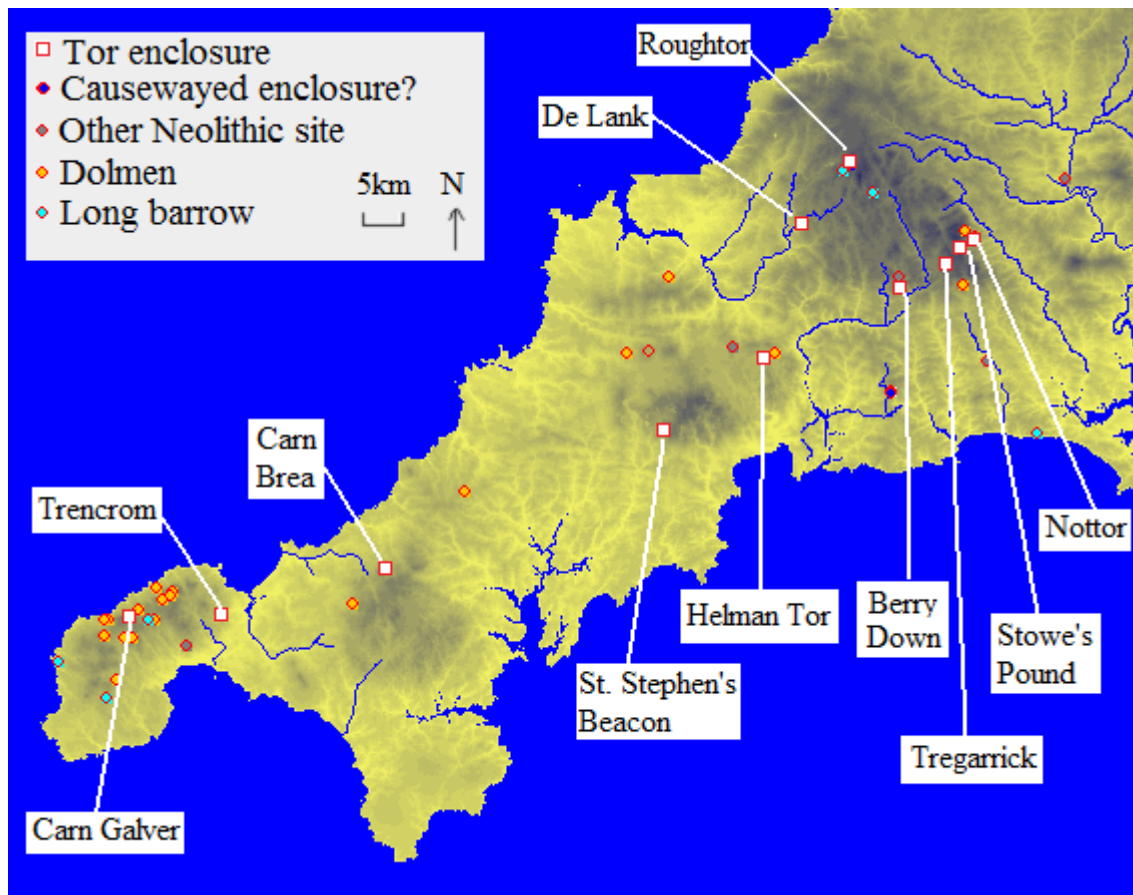 Tor enclosure
Causewayed enclosure?
Other Neolithic site
Dolmen
Long barrow
5km
N
Roughtor
De Lank
Carn
Brea
Trencrom
Carn Galver
St. Stephen's
Beacon
Helman Tor
Berry
Down
Tregarrick
Stowe's
Pound
Nottor